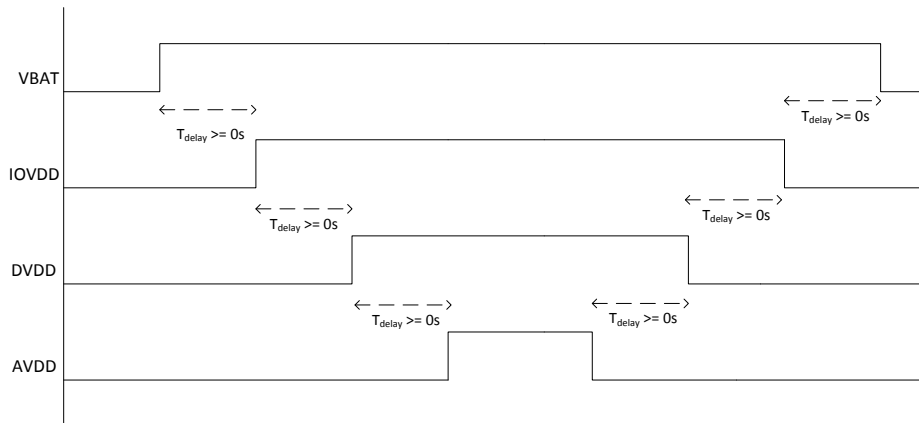 VBAT
Tdelay >= 0s
Tdelay >= 0s
IOVDD
Tdelay >= 0s
Tdelay >= 0s
DVDD
Tdelay >= 0s
Tdelay >= 0s
AVDD